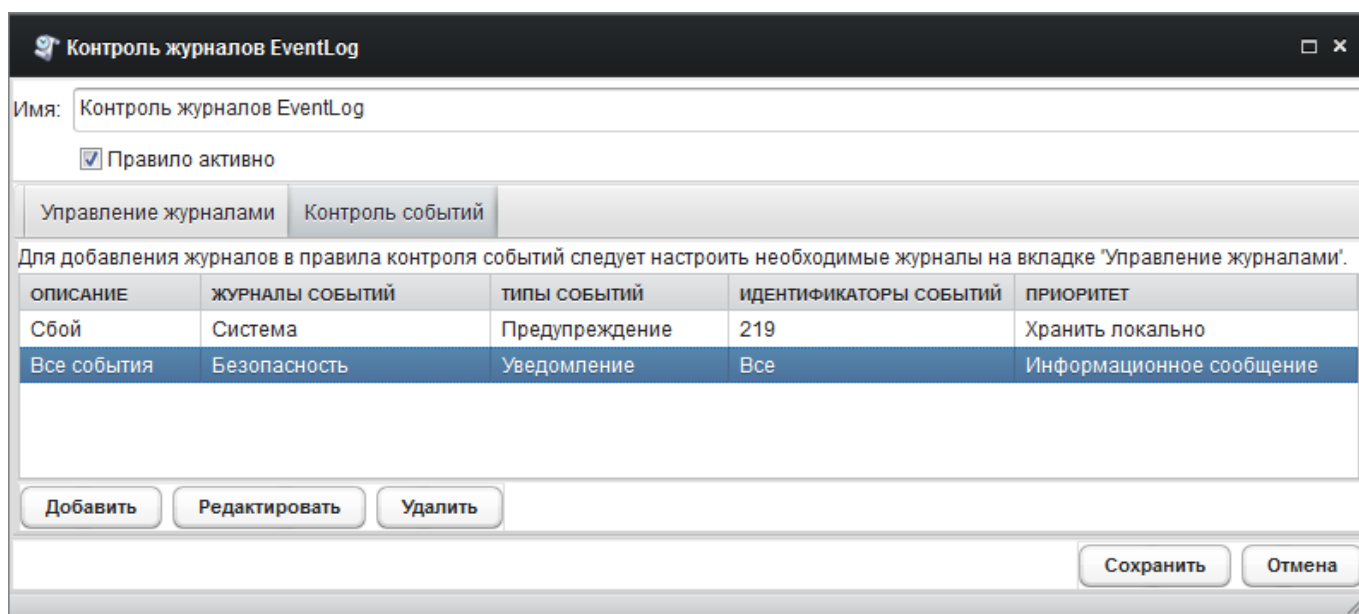 Контроль журналов EventLog
Имя: Контроль журналов EventLog
Правило активно
Управление журналами Контроль событий
Для добавления журналов в правила контроля событий следует настроить необходимые журналы на вкладке 'Управление журналами'.
ОПИСАНИЕ ЖУРНАЛЫ СОБЫТИЙ ТИПЫ СОБЫТИЙ ИДЕНТИФИКАТОРЫ СОБЫТИЙ ПРИОРИТЕТ
Сбой Система Предупреждение 219 Хранить локально
Все события Безопасность Уведомление Все Информационное сообщение
Добавить Редактировать Удалить
Сохранить Отмена